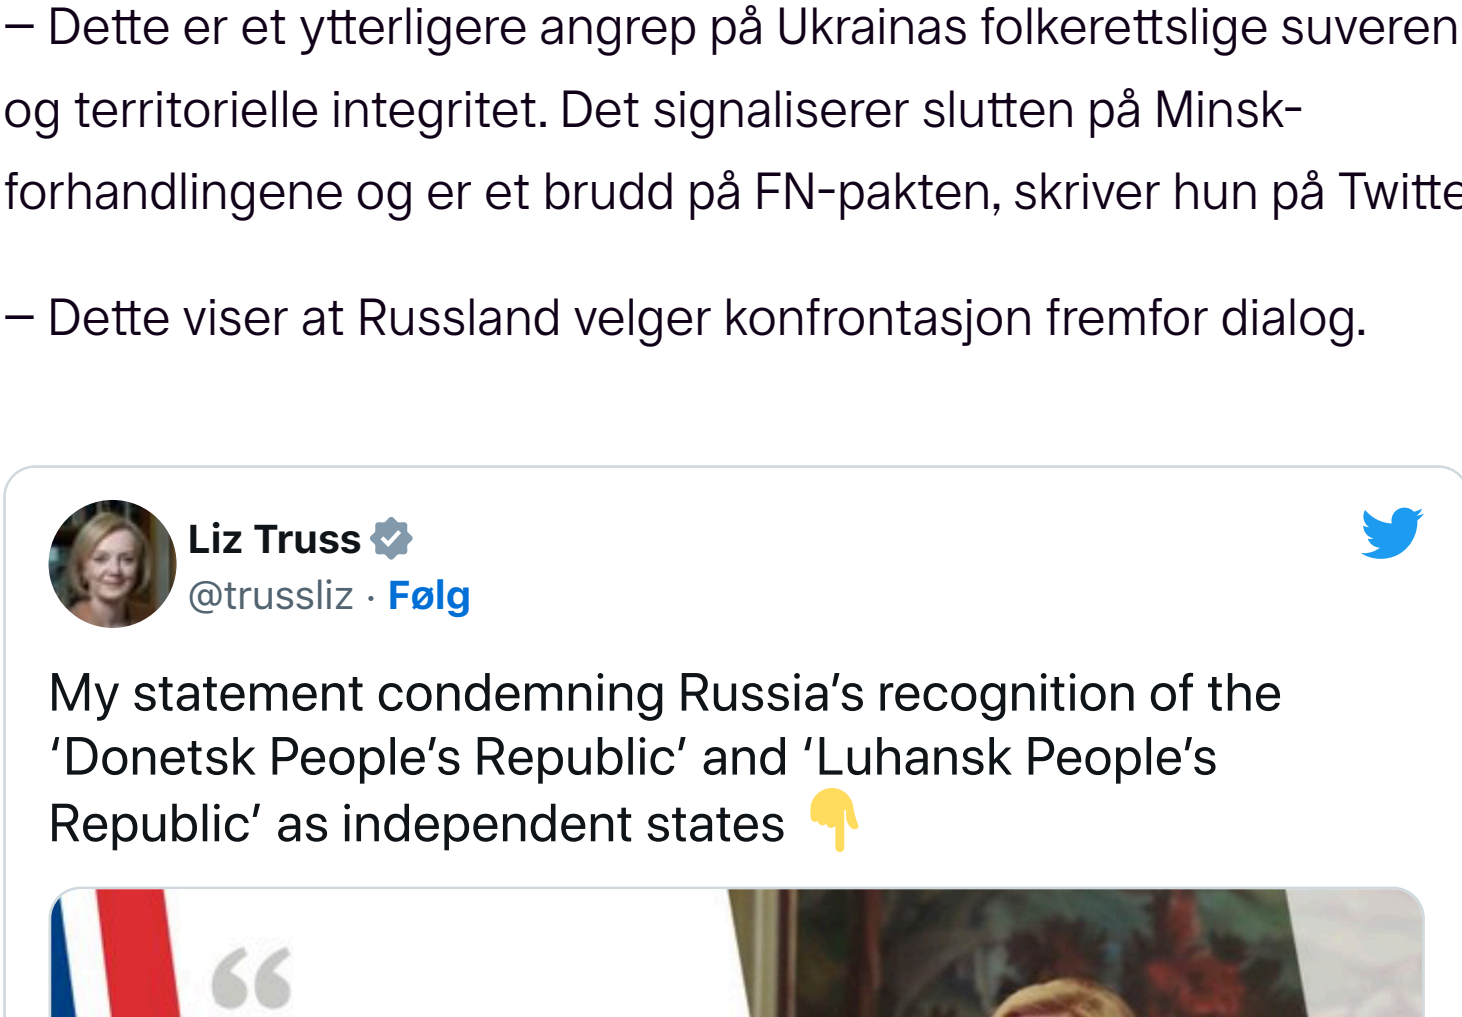 – Dette er et ytterligere angrep på Ukrainas folkerettslige
og territorielle integritet. Det signaliserer slutten på Minsk-
forhandlingene og er et brudd på FN-pakten, skriver hun på
– Dette viser at Russland velger konfrontasjon fremfor dialog.
Liz Truss
@trussliz · Følg
My statement condemning Russia’s recognition of the
‘Donetsk People’s Republic’ and ‘Luhansk People’s
Republic’ as independent states 👇
“